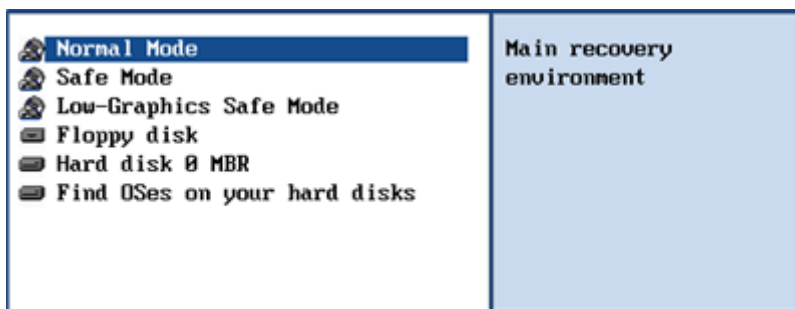 Normal Mode
Safe Mode
Low-Graphics Safe Mode
Floppy disk
Hard disk 0 MBR
Find OSes on your hard disks
Main recovery
environment